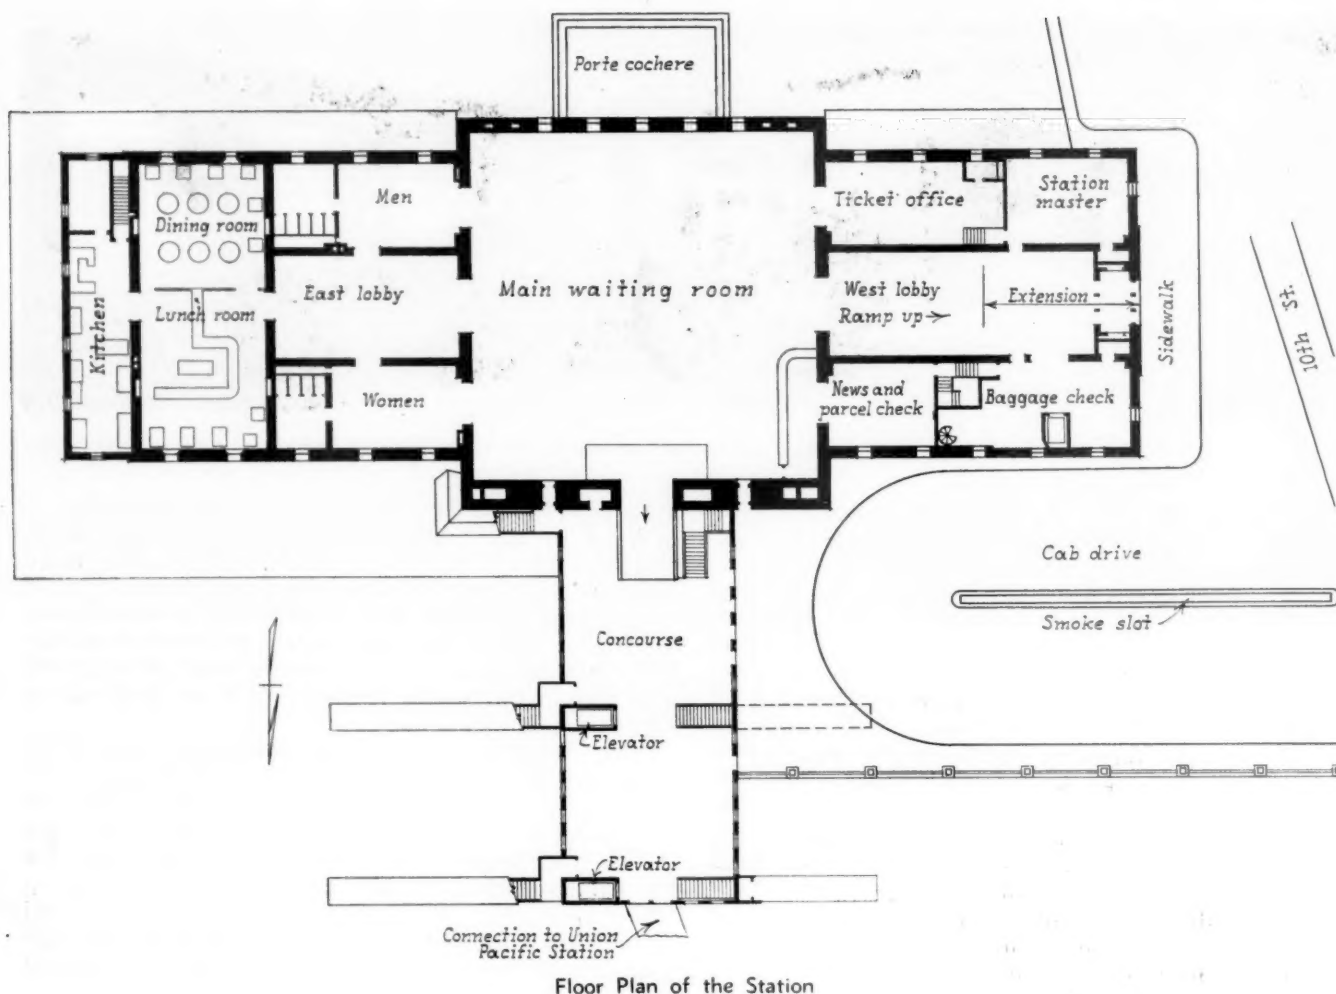 Porte cochere
Men
Ticket office
Station
master
Dining room
East lobby
Main waiting room
West lobby
Extension
Ramp up
Lunch room
Kitchen
Sidewalk
10th St.
Women
News and
parcel check
Baggage check
Cab drive
Smoke slot
Concourse
Elevator
Elevator
Connection to Union
Pacific Station
Floor Plan of the Station